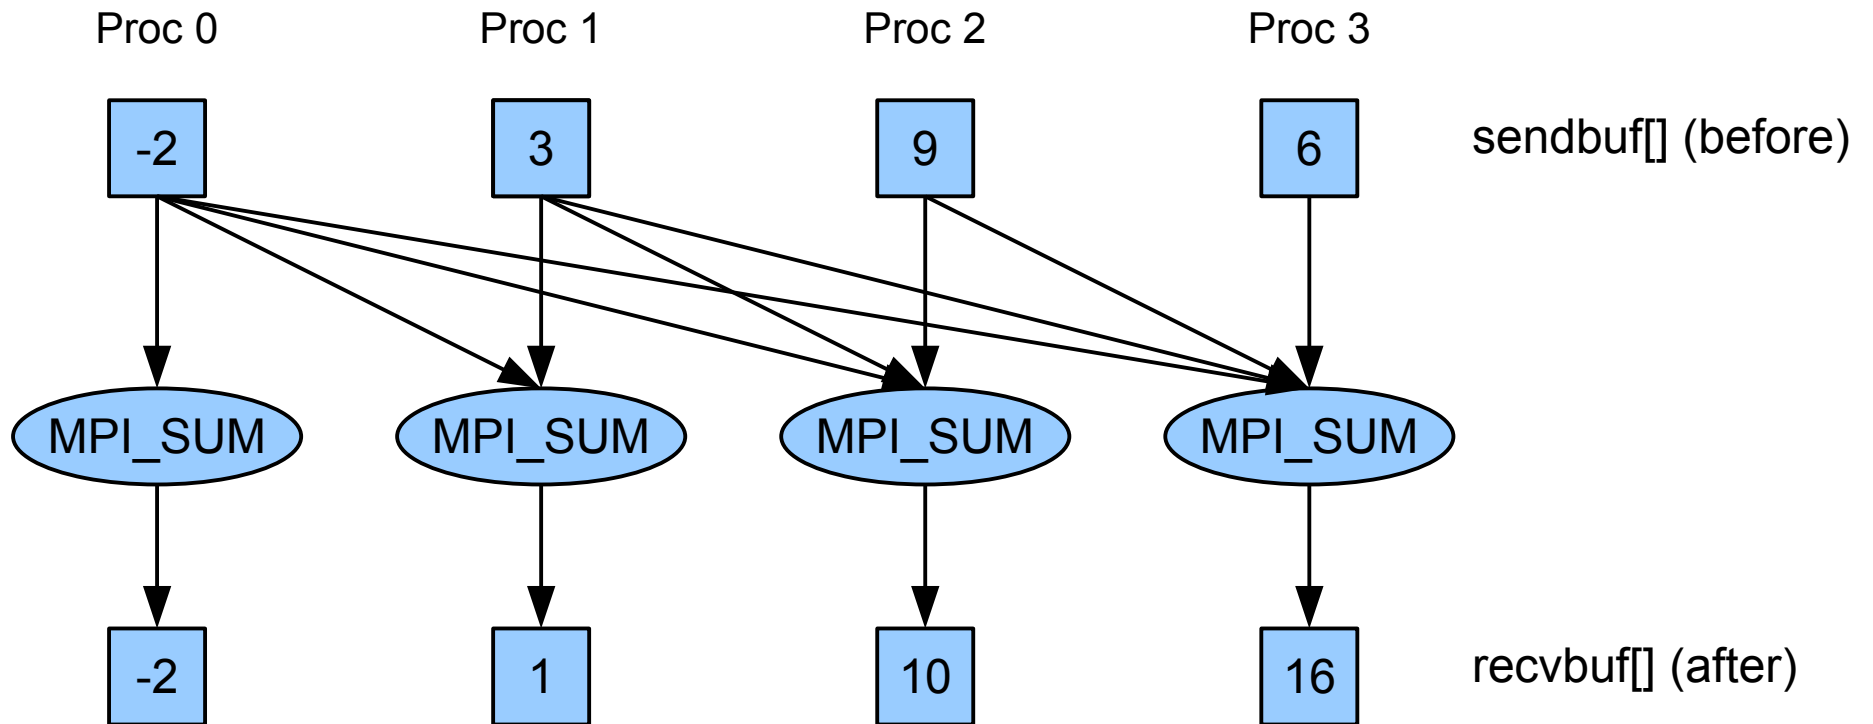 Proc 0 Proc 1 Proc 2 Proc 3
-2 3 9 6 sendbuf[] (before)
MPI_SUM MPI_SUM MPI_SUM MPI_SUM
-2 1 10 16 recvbuf[] (after)